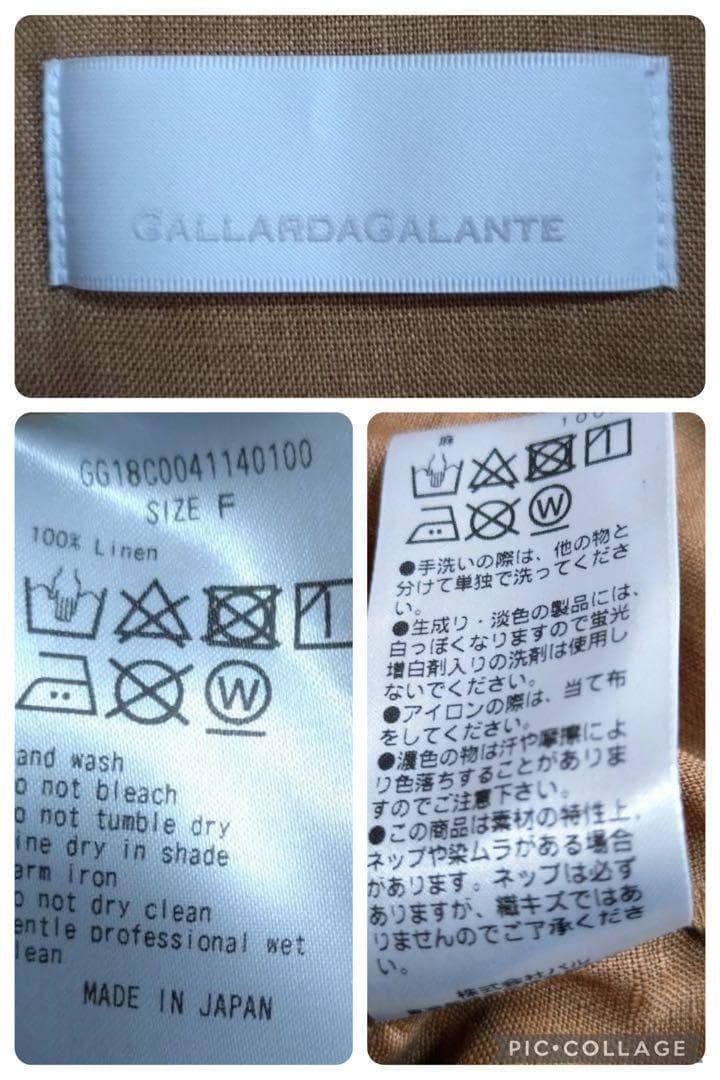 GALLARDAGALANTE
GG18C0041140100
SIZE F
100% Linen
W
and wash
o not bleach
o not tumble dry
ine dry in shade
arm iron
o not dry clean
entle professional wet
lean
MADE IN JAPAN
麻
100
W
●手洗いの際は、他の物と
分けて単独で洗ってくださ
い。
●生成り・淡色の製品には、
白っぽくなりますので蛍光
増白剤入りの洗剤は使用し
ないでください。
●アイロンの際は、当て布
をしてください。
●濃色の物は汗や摩擦によ
り色落ちすることがありま
すのでご注意下さい。
●この商品は素材の特性上、
ネップや染ムラがある場合
があります。ネップは必ず
ありますが、織キズではあ
りませんのでご了承くださ
い。
株式会社パル
PIC•COLLAGE